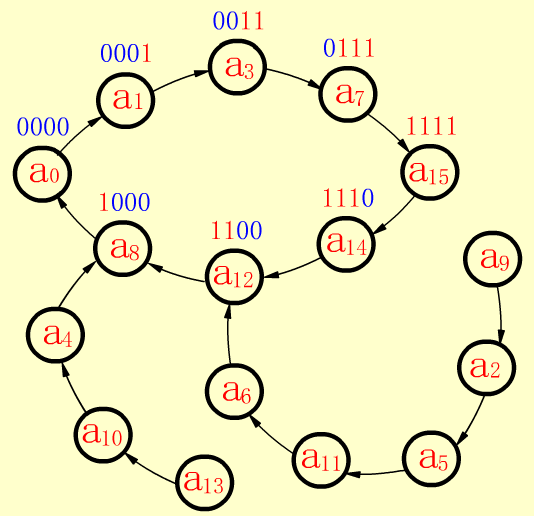 0011
0001
0111
a₃
a₁
a₇
0000
1111
a₀
a₁₅
1000
1110
1100
a₈
a₁₄
a₉
a₁₂
a₄
a₂
a₆
a₁₀
a₁₁
a₅
a₁₃